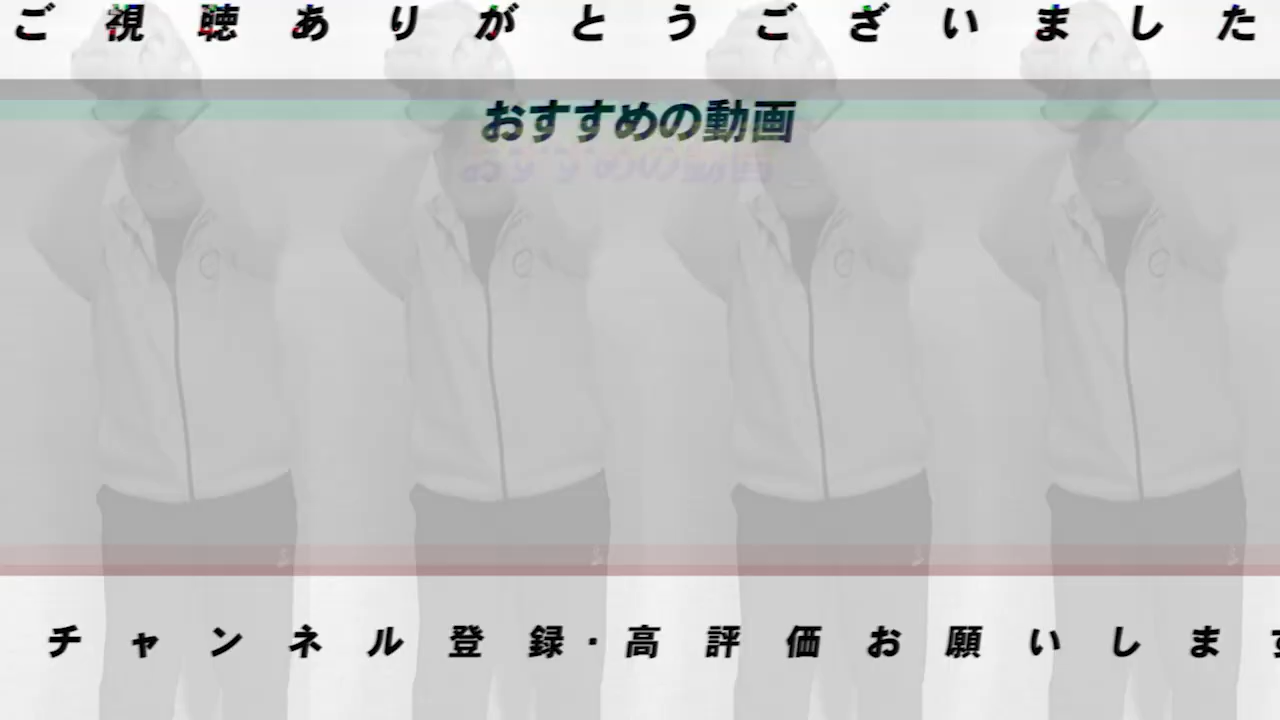 ご視聴ありがとうございました
おすすめの動画
チャンネル登録・高評価お願いします